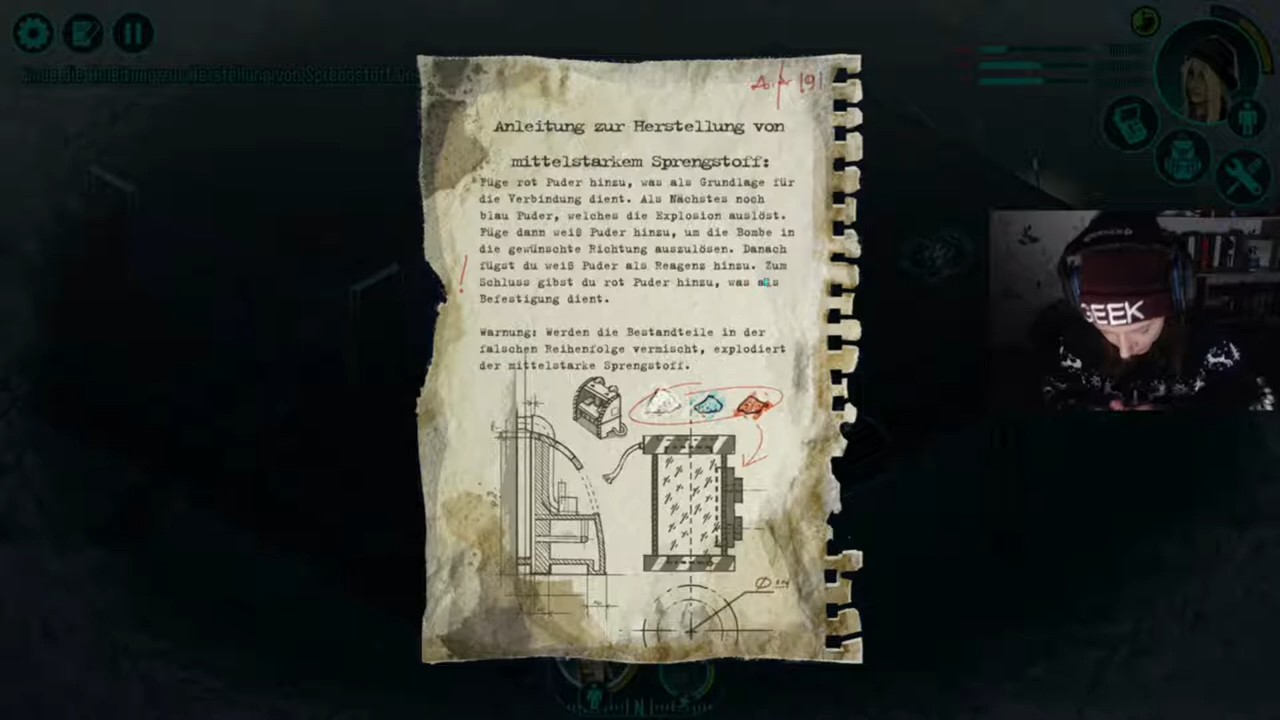 Anleitung zur Herstellung von
mittelstarkem Sprengstoff:
Füge rot Puder hinzu, was als Grundlage für
die Verbindung dient. Als Nächstes noch
blau Puder, welches die Explosion auslöst.
Füge dann weiß Puder hinzu, um die Bombe in
die gewünschte Richtung auszulösen. Danach
fügst du weiß Puder als Reagenz hinzu. Zum
Schluss gibst du rot Puder hinzu, was als
Befestigung dient.
Warnung: Werden die Bestandteile in der
falschen Reihenfolge vermischt, explodiert
der mittelstarke Sprengstoff.
GEEK
N